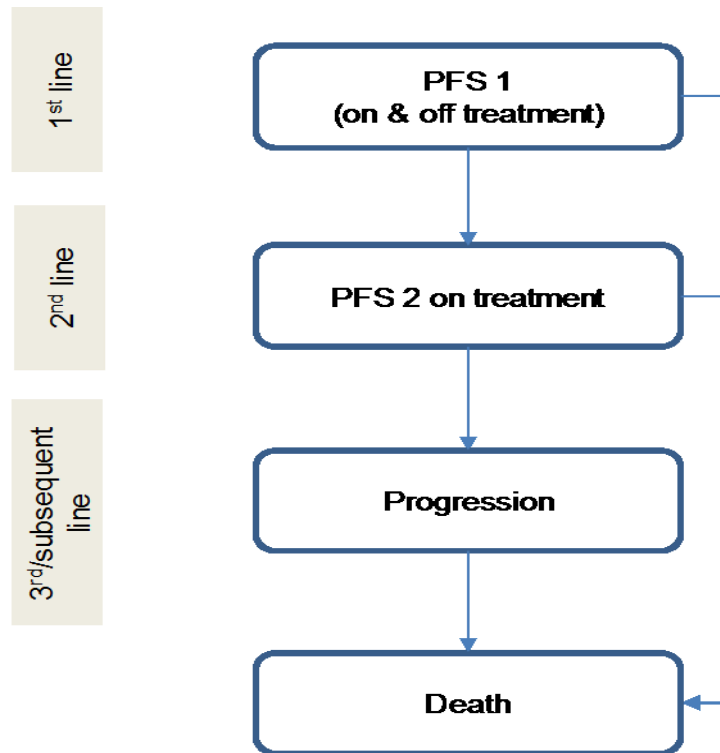 1st line
PFS 1
(on & off treatment)
2nd line
PFS 2 on treatment
3rd/subsequent
line
Progression
Death